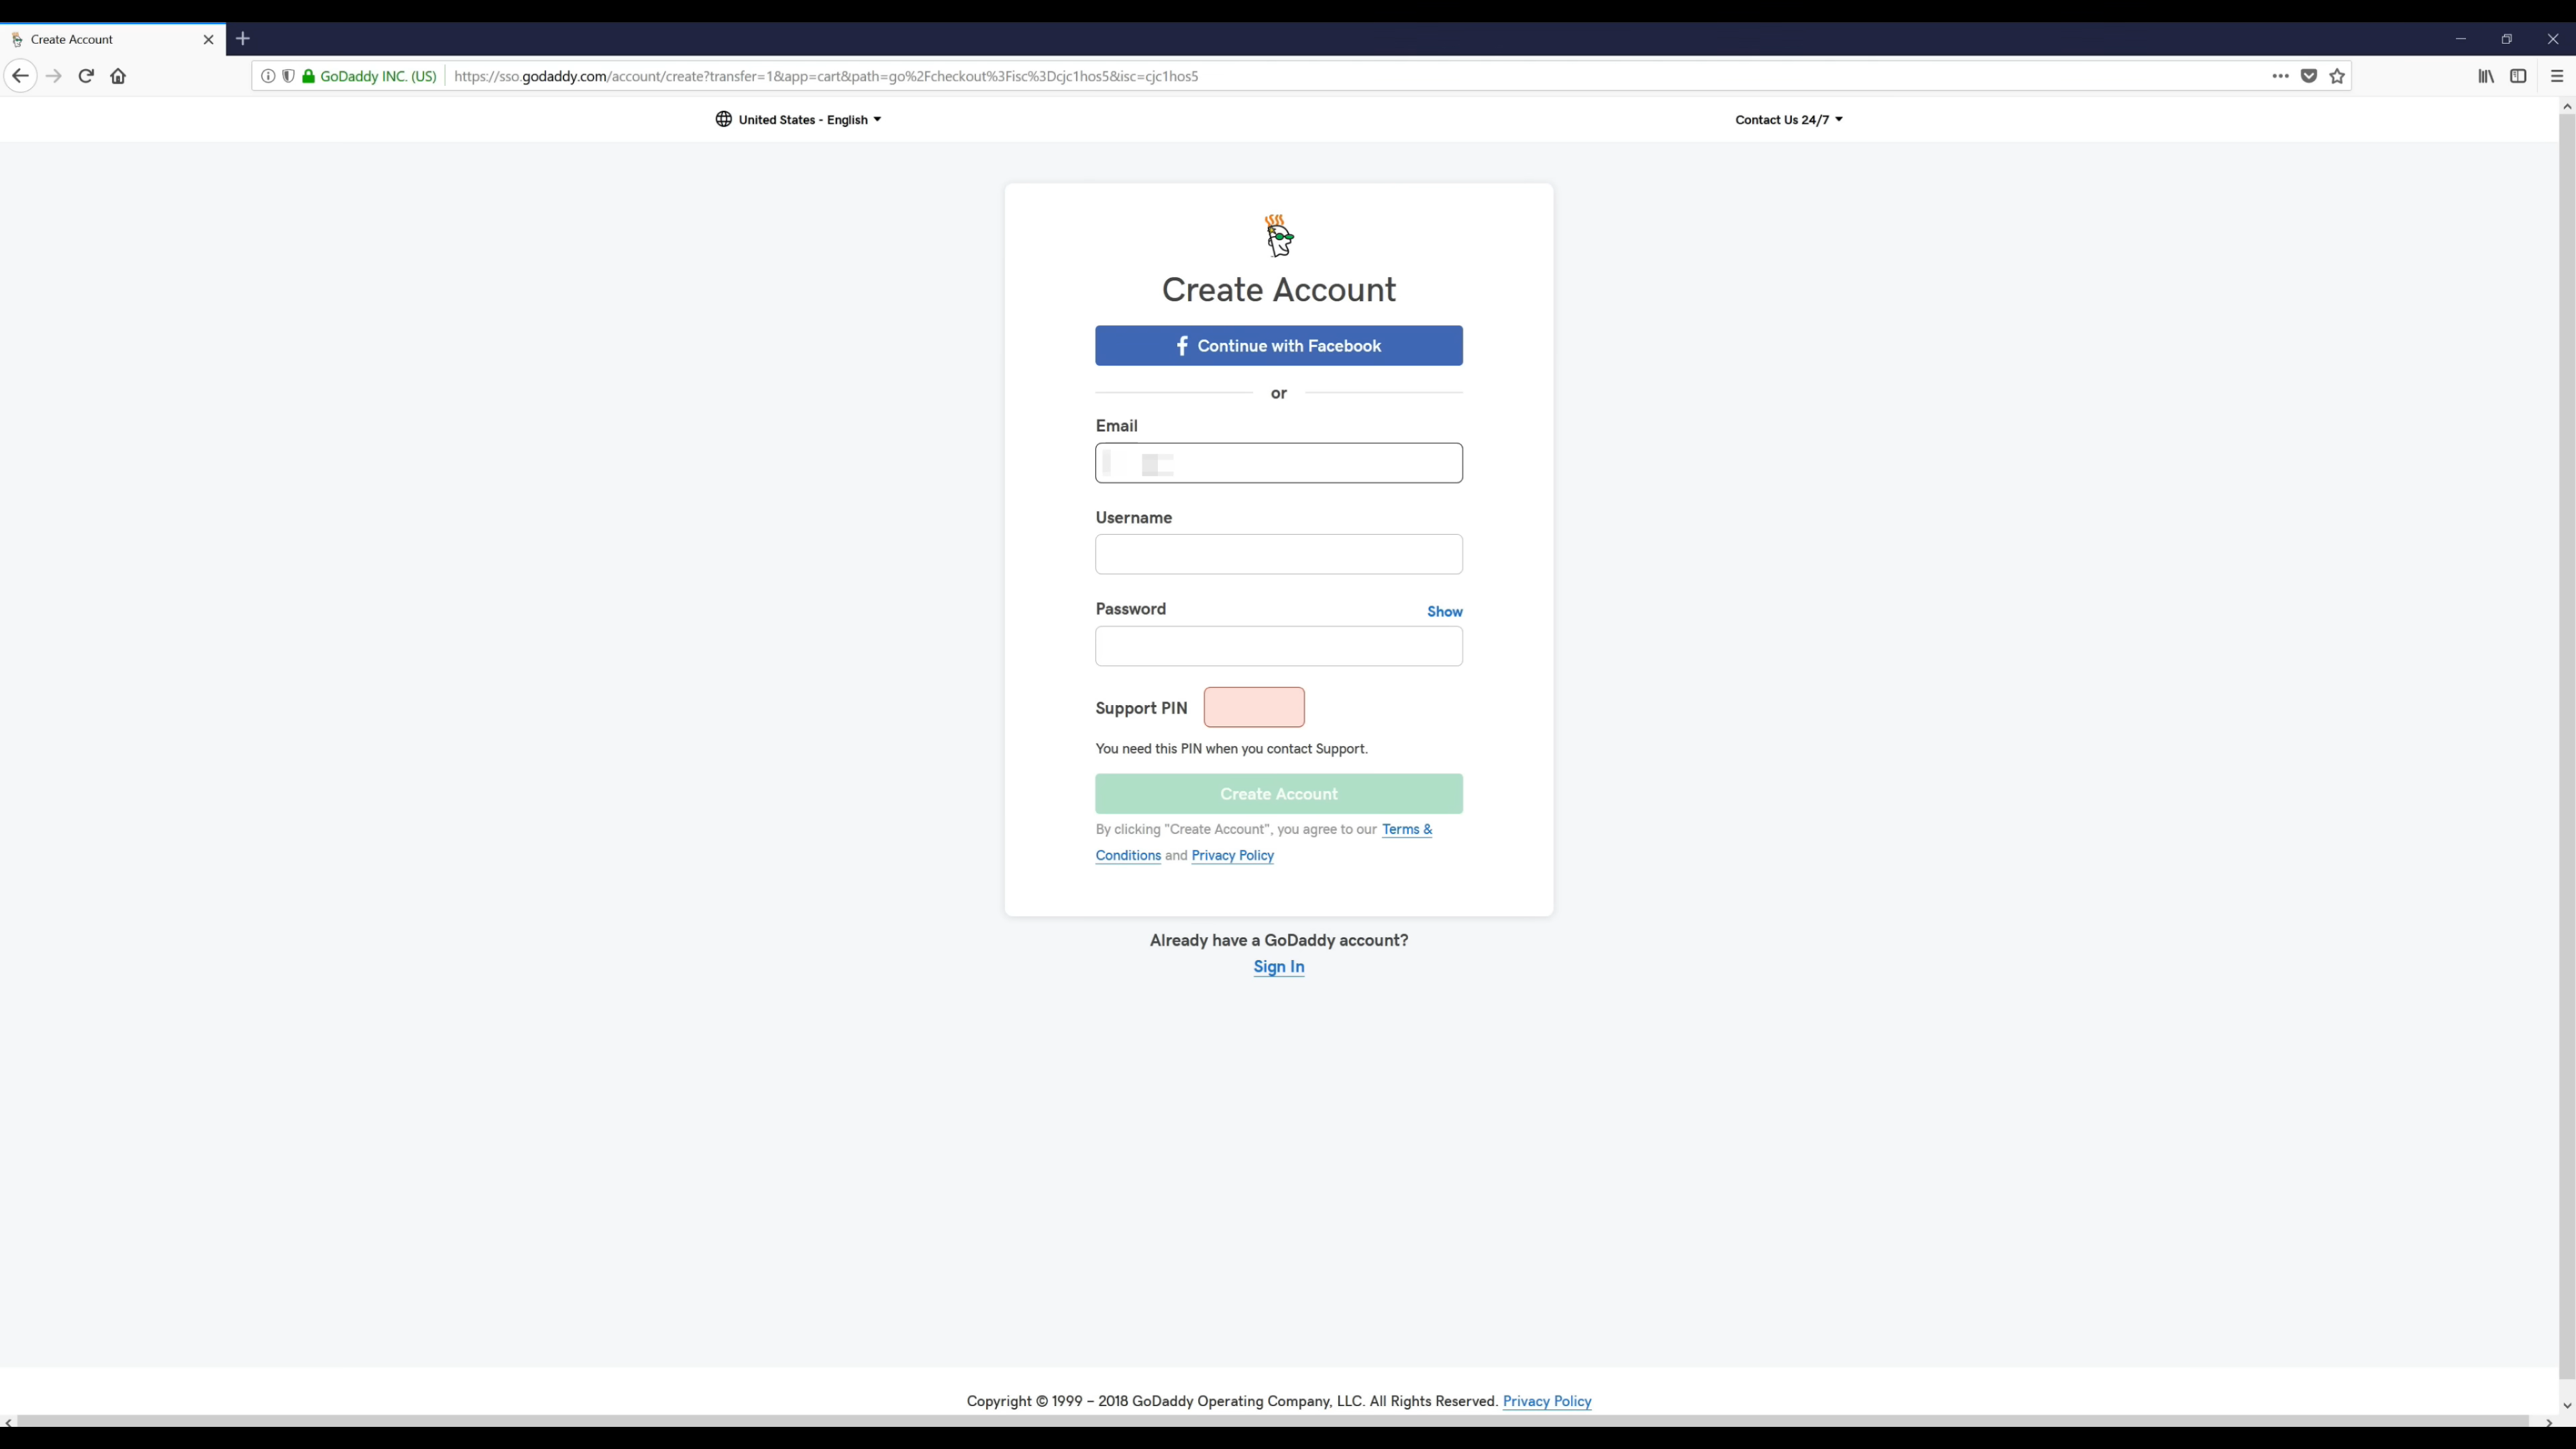 Create Account
GoDaddy INC. (US) https://sso.godaddy.com/account/create?transfer=1&app=cart&path=go%2Fcheckout%3Fisc%3Dcjc1hos5&isc=cjc1hos5
United States - English Contact Us 24/7
Create Account
f Continue with Facebook
or
Email
Username
Password Show
Support PIN
You need this PIN when you contact Support.
Create Account
By clicking "Create Account", you agree to our Terms &
Conditions and Privacy Policy
Already have a GoDaddy account?
Sign In
Copyright © 1999 – 2018 GoDaddy Operating Company, LLC. All Rights Reserved. Privacy Policy